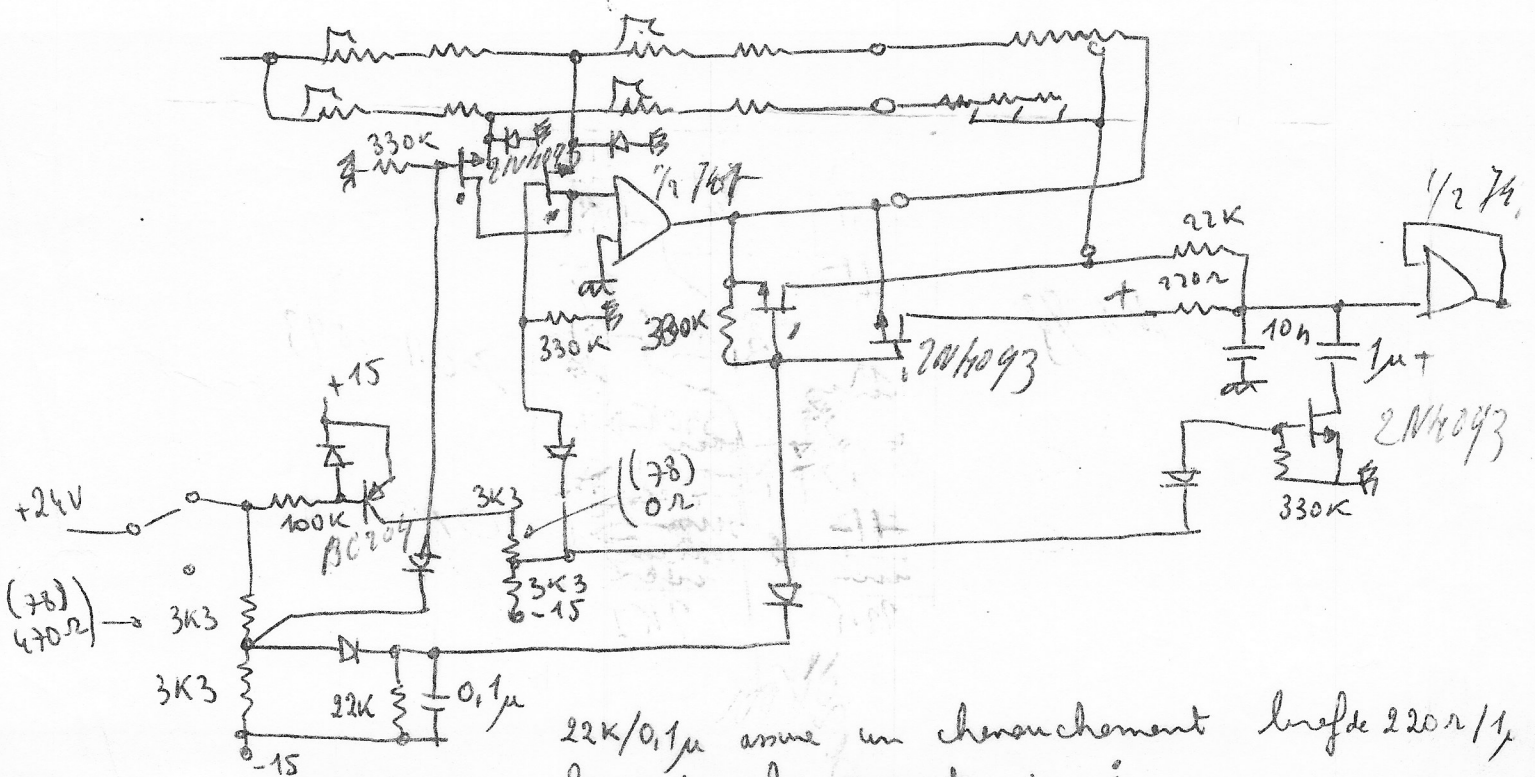 330K
2N4093
1/2 747
1/2 74
22K
220Ω
+
330K
330K
2N4093
10n
1μ+
2N4093
330K
+15
+24V
100K
BC204
3K3
(78)
0Ω
3K3
-15
(78)
470Ω
3K3
3K3
22K
0,1μ
-15
22K/0,1μ assure un chevauchement bref de 220Ω/1μ